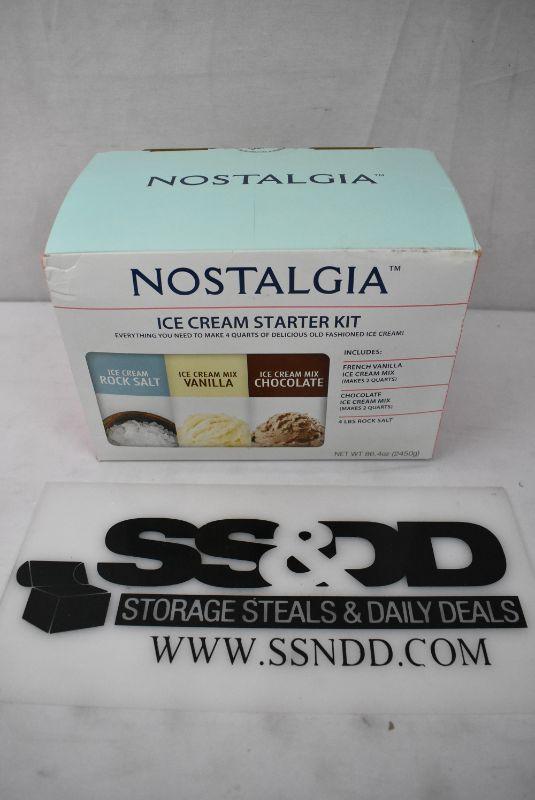 NOSTALGIA™
NOSTALGIA™
ICE CREAM STARTER KIT
EVERYTHING YOU NEED TO MAKE 4 QUARTS OF DELICIOUS OLD FASHIONED ICE CREAM!
ICE CREAM
ROCK SALT
ICE CREAM MIX
VANILLA
ICE CREAM MIX
CHOCOLATE
INCLUDES:
FRENCH VANILLA
ICE CREAM MIX
(MAKES 2 QUARTS)
CHOCOLATE
ICE CREAM MIX
(MAKES 2 QUARTS)
4 LBS ROCK SALT
NET WT 86.4oz (2450g)
SS&DD
STORAGE STEALS & DAILY DEALS
WWW.SSNDD.COM